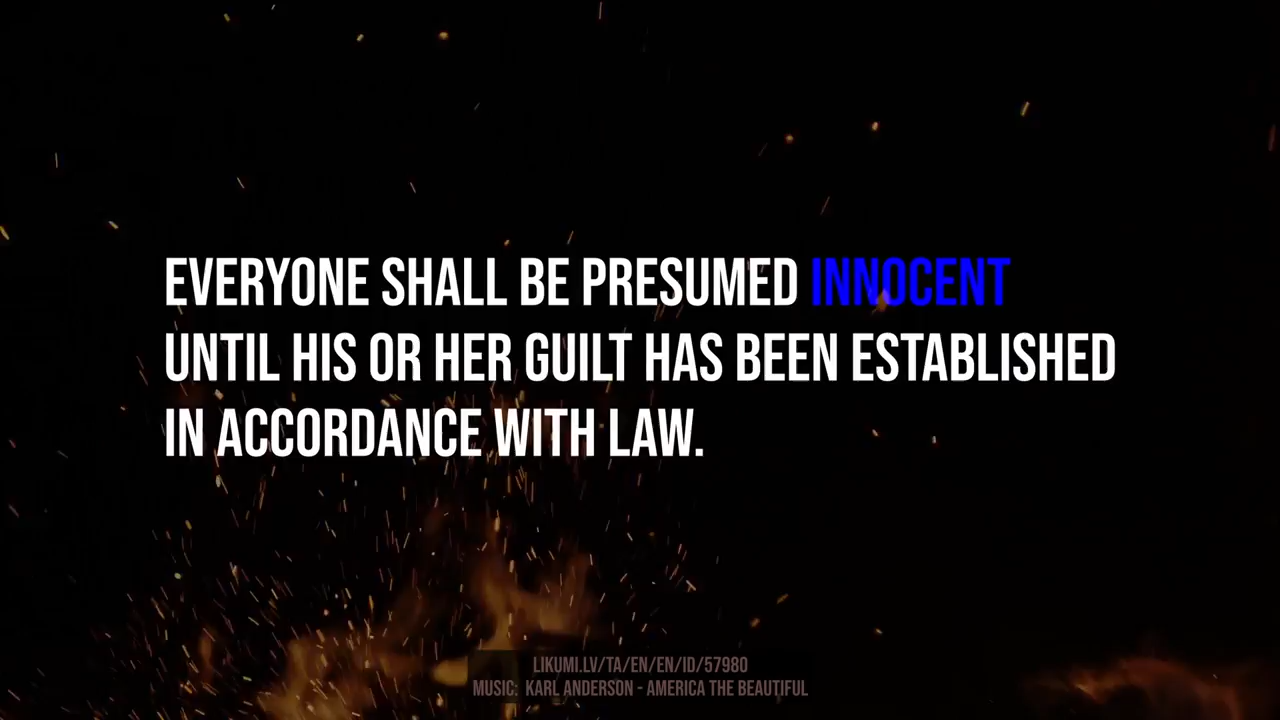 EVERYONE SHALL BE PRESUMED INNOCENT
UNTIL HIS OR HER GUILT HAS BEEN ESTABLISHED
IN ACCORDANCE WITH LAW.
LIKUMI.LV/TA/EN/EN/ID/57980
MUSIC: KARL ANDERSON - AMERICA THE BEAUTIFUL